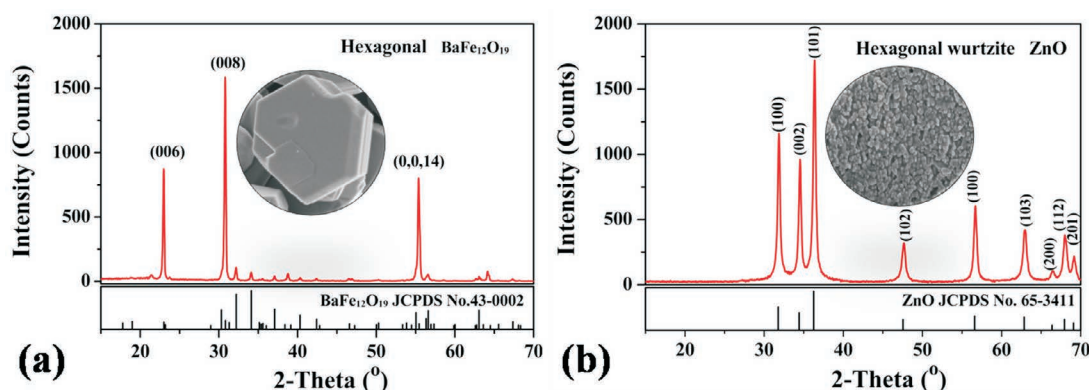 2000
1500
1000
500
0
Intensity (Counts)
Hexagonal BaFe₁₂O₁₉
(006)
(008)
(0,0,14)
BaFe₁₂O₁₉ JCPDS No.43-0002
20 30 40 50 60 70
2-Theta (⁰)
(a)
2000
1500
1000
500
0
Intensity (Counts)
Hexagonal wurtzite ZnO
(100)
(002)
(101)
(102)
(100)
(103)
(200)
(112)
(201)
ZnO JCPDS No. 65-3411
20 30 40 50 60 70
2-Theta (⁰)
(b)